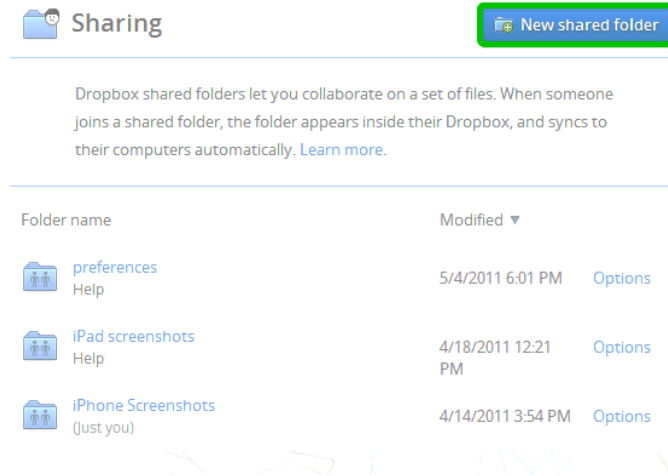 Sharing
New shared folder
Dropbox shared folders let you collaborate on a set of files. When someone
joins a shared folder, the folder appears inside their Dropbox, and syncs to
their computers automatically. Learn more.
Folder name
Modified ▼
preferences
Help
5/4/2011 6:01 PM
Options
iPad screenshots
Help
4/18/2011 12:21
PM
Options
iPhone Screenshots
(Just you)
4/14/2011 3:54 PM
Options